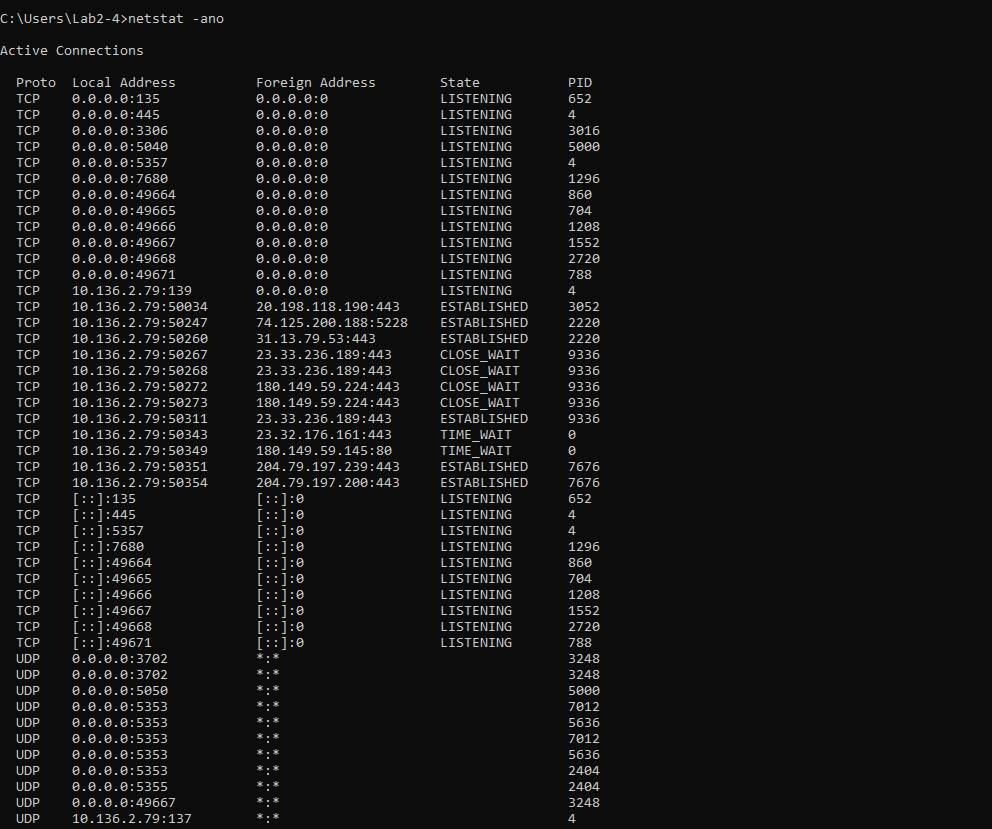 C:\Users\Lab2-4>netstat -ano
Active Connections
Proto  Local Address          Foreign Address        State           PID
TCP    0.0.0.0:135            0.0.0.0:0              LISTENING       652
TCP    0.0.0.0:445            0.0.0.0:0              LISTENING       4
TCP    0.0.0.0:3306           0.0.0.0:0              LISTENING       3016
TCP    0.0.0.0:5040           0.0.0.0:0              LISTENING       5000
TCP    0.0.0.0:5357           0.0.0.0:0              LISTENING       4
TCP    0.0.0.0:7680           0.0.0.0:0              LISTENING       1296
TCP    0.0.0.0:49664          0.0.0.0:0              LISTENING       860
TCP    0.0.0.0:49665          0.0.0.0:0              LISTENING       704
TCP    0.0.0.0:49666          0.0.0.0:0              LISTENING       1208
TCP    0.0.0.0:49667          0.0.0.0:0              LISTENING       1552
TCP    0.0.0.0:49668          0.0.0.0:0              LISTENING       2720
TCP    0.0.0.0:49671          0.0.0.0:0              LISTENING       788
TCP    10.136.2.79:139        0.0.0.0:0              LISTENING       4
TCP    10.136.2.79:50034      20.198.118.190:443     ESTABLISHED     3052
TCP    10.136.2.79:50247      74.125.200.188:5228    ESTABLISHED     2220
TCP    10.136.2.79:50260      31.13.79.53:443        ESTABLISHED     2220
TCP    10.136.2.79:50267      23.33.236.189:443      CLOSE_WAIT      9336
TCP    10.136.2.79:50268      23.33.236.189:443      CLOSE_WAIT      9336
TCP    10.136.2.79:50272      180.149.59.224:443     CLOSE_WAIT      9336
TCP    10.136.2.79:50273      180.149.59.224:443     CLOSE_WAIT      9336
TCP    10.136.2.79:50311      23.33.236.189:443      ESTABLISHED     9336
TCP    10.136.2.79:50343      23.32.176.161:443      TIME_WAIT       0
TCP    10.136.2.79:50349      180.149.59.145:80      TIME_WAIT       0
TCP    10.136.2.79:50351      204.79.197.239:443     ESTABLISHED     7676
TCP    10.136.2.79:50354      204.79.197.200:443     ESTABLISHED     7676
TCP    [::]:135               [::]:0                 LISTENING       652
TCP    [::]:445               [::]:0                 LISTENING       4
TCP    [::]:5357              [::]:0                 LISTENING       4
TCP    [::]:7680              [::]:0                 LISTENING       1296
TCP    [::]:49664             [::]:0                 LISTENING       860
TCP    [::]:49665             [::]:0                 LISTENING       704
TCP    [::]:49666             [::]:0                 LISTENING       1208
TCP    [::]:49667             [::]:0                 LISTENING       1552
TCP    [::]:49668             [::]:0                 LISTENING       2720
TCP    [::]:49671             [::]:0                 LISTENING       788
UDP    0.0.0.0:3702           *:*                                    3248
UDP    0.0.0.0:3702           *:*                                    3248
UDP    0.0.0.0:5050           *:*                                    5000
UDP    0.0.0.0:5353           *:*                                    7012
UDP    0.0.0.0:5353           *:*                                    5636
UDP    0.0.0.0:5353           *:*                                    7012
UDP    0.0.0.0:5353           *:*                                    5636
UDP    0.0.0.0:5353           *:*                                    2404
UDP    0.0.0.0:5355           *:*                                    2404
UDP    0.0.0.0:49667          *:*                                    3248
UDP    10.136.2.79:137        *:*                                    4